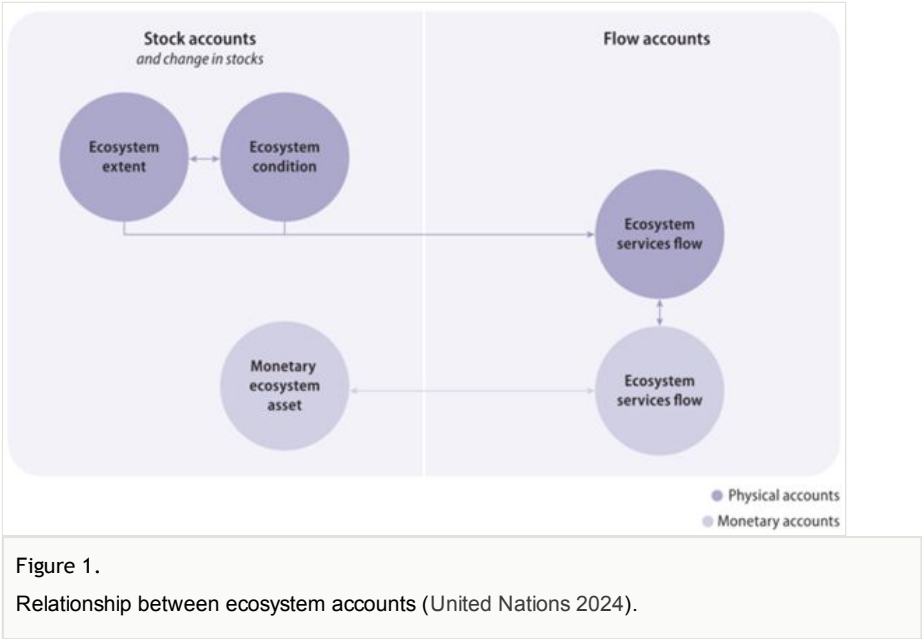 Stock accounts
and change in stocks
Flow accounts
Ecosystem
extent
Ecosystem
condition
Ecosystem
services flow
Monetary
ecosystem
asset
Ecosystem
services flow
Physical accounts
Monetary accounts
Figure 1.
Relationship between ecosystem accounts (United Nations 2024).